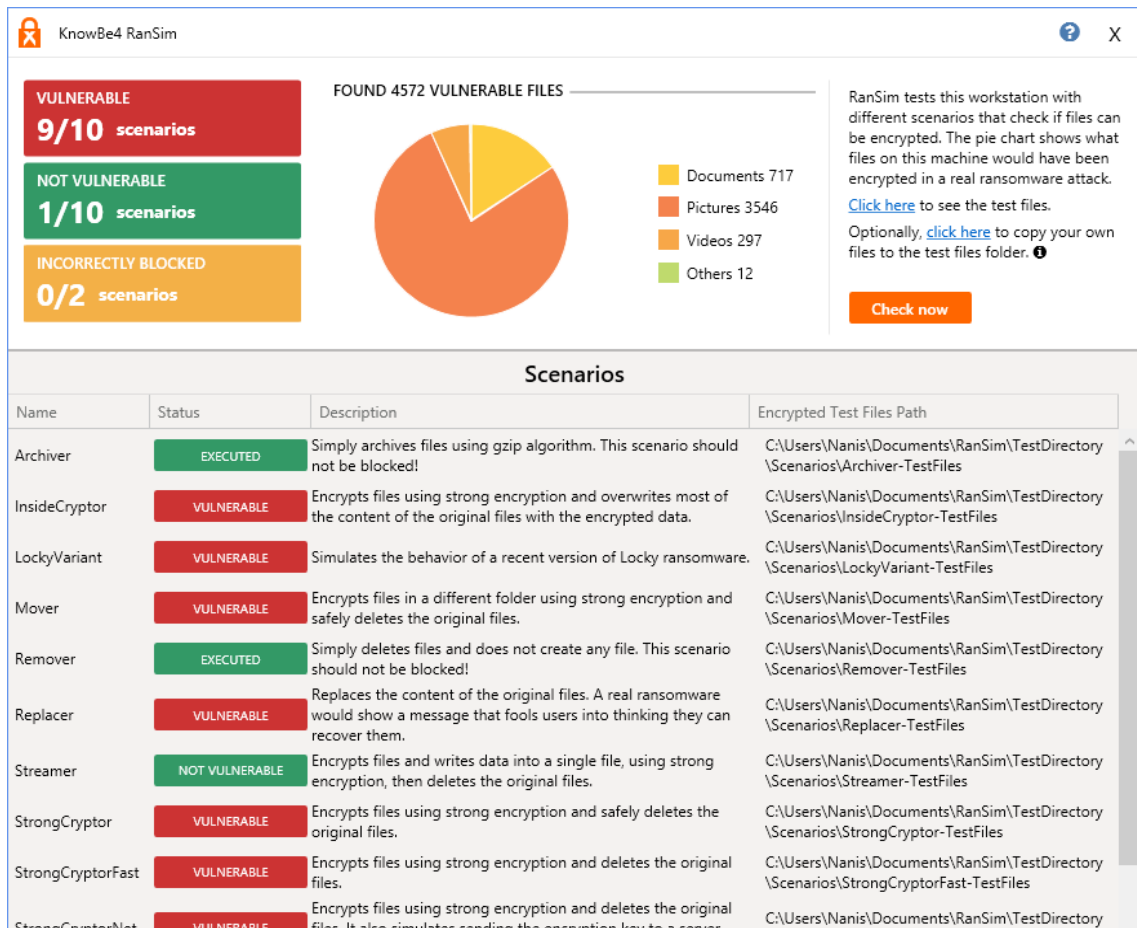 KnowBe4 RanSim
X
VULNERABLE
9/10 scenarios
NOT VULNERABLE
1/10 scenarios
INCORRECTLY BLOCKED
0/2 scenarios
FOUND 4572 VULNERABLE FILES
Documents 717
Pictures 3546
Videos 297
Others 12
RanSim tests this workstation with
different scenarios that check if files can
be encrypted. The pie chart shows what
files on this machine would have been
encrypted in a real ransomware attack.
Click here to see the test files.
Optionally, click here to copy your own
files to the test files folder.
Check now
Scenarios
Name Status Description Encrypted Test Files Path
Archiver
EXECUTED
Simply archives files using gzip algorithm. This scenario should
not be blocked!
C:\Users\Nanis\Documents\RanSim\TestDirectory
\Scenarios\Archiver-TestFiles
InsideCryptor
VULNERABLE
Encrypts files using strong encryption and overwrites most of
the content of the original files with the encrypted data.
C:\Users\Nanis\Documents\RanSim\TestDirectory
\Scenarios\InsideCryptor-TestFiles
LockyVariant
VULNERABLE
Simulates the behavior of a recent version of Locky ransomware.
C:\Users\Nanis\Documents\RanSim\TestDirectory
\Scenarios\LockyVariant-TestFiles
Mover
VULNERABLE
Encrypts files in a different folder using strong encryption and
safely deletes the original files.
C:\Users\Nanis\Documents\RanSim\TestDirectory
\Scenarios\Mover-TestFiles
Remover
EXECUTED
Simply deletes files and does not create any file. This scenario
should not be blocked!
C:\Users\Nanis\Documents\RanSim\TestDirectory
\Scenarios\Remover-TestFiles
Replacer
VULNERABLE
Replaces the content of the original files. A real ransomware
would show a message that fools users into thinking they can
recover them.
C:\Users\Nanis\Documents\RanSim\TestDirectory
\Scenarios\Replacer-TestFiles
Streamer
NOT VULNERABLE
Encrypts files and writes data into a single file, using strong
encryption, then deletes the original files.
C:\Users\Nanis\Documents\RanSim\TestDirectory
\Scenarios\Streamer-TestFiles
StrongCryptor
VULNERABLE
Encrypts files using strong encryption and safely deletes the
original files.
C:\Users\Nanis\Documents\RanSim\TestDirectory
\Scenarios\StrongCryptor-TestFiles
StrongCryptorFast
VULNERABLE
Encrypts files using strong encryption and deletes the original
files.
C:\Users\Nanis\Documents\RanSim\TestDirectory
\Scenarios\StrongCryptorFast-TestFiles
StrongCryptorNet
VULNERABLE
Encrypts files using strong encryption and deletes the original
files. It also simulates sending the encryption key to a server
C:\Users\Nanis\Documents\RanSim\TestDirectory